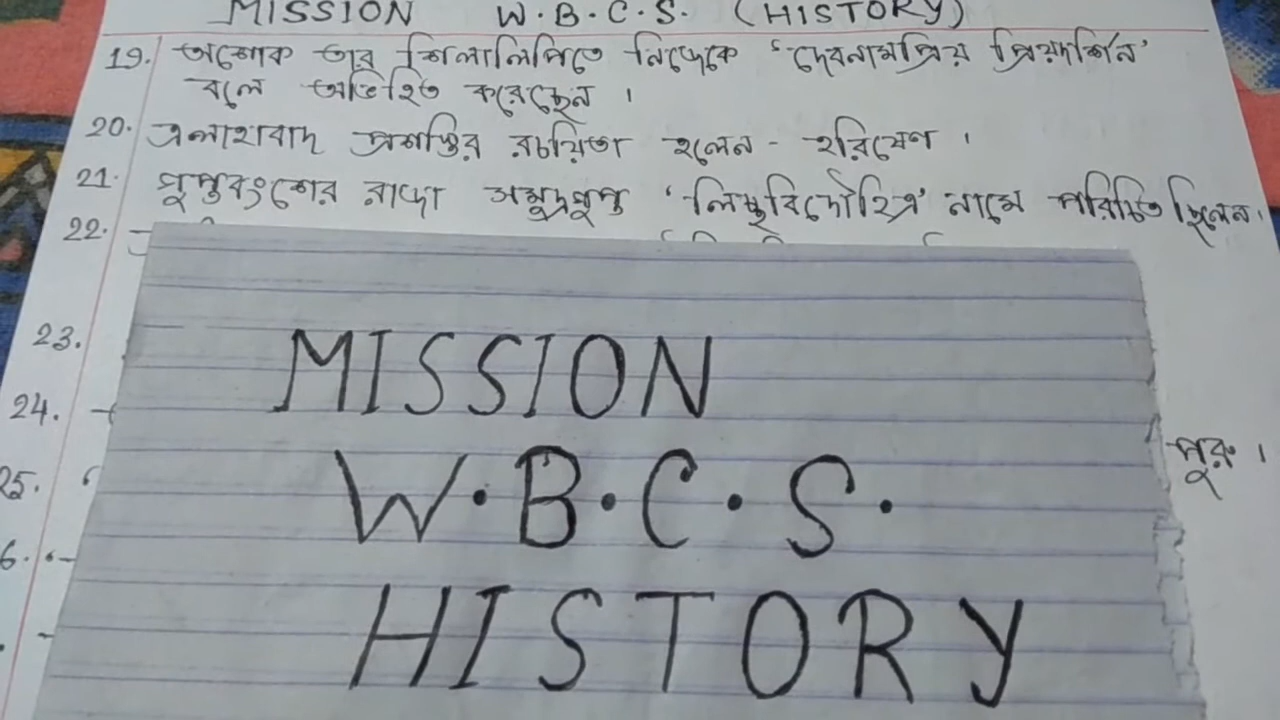 MISSION W.B.C.S. (HISTORY)
19. অশোক তার শিলালিপিতে নিজেকে 'দেবনামপ্রিয় প্রিয়দর্শিন'
বলে অভিহিত করেছেন ।
20. এলাহাবাদ প্রশস্তির রচয়িতা হলেন - হরিষেণ ।
21. গুপ্তবংশের রাজা সমুদ্রগুপ্ত 'লিচ্ছবিদৌহিত্র' নামে পরিচিত ছিলেন।
22.
23.
24.
পুরু ।
25.
6.
MISSION
W.B.C.S.
HISTORY